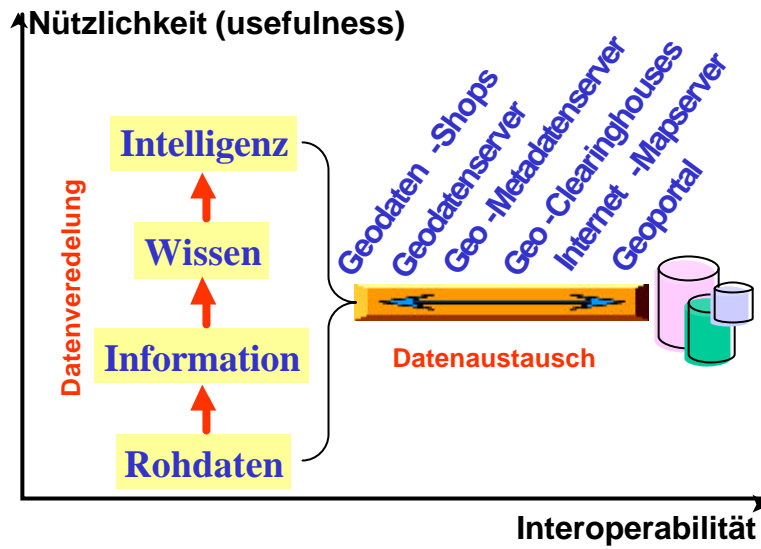 Nützlichkeit (usefulness)
Datenveredelung
Intelligenz
Wissen
Information
Rohdaten
Geodaten -Shops
Geodatenserver
Geo -Metadatenserver
Geo -Clearinghouses
Internet -Mapserver
Geoportal
Datenaustausch
Interoperabilität